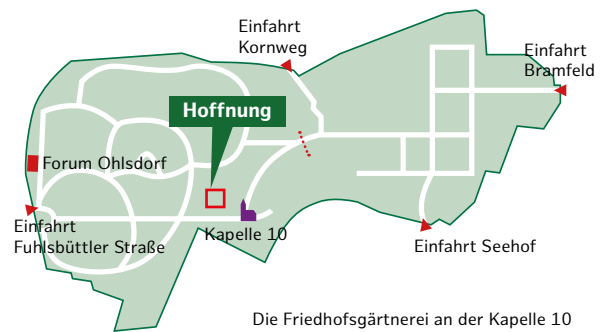 Einfahrt
Kornweg
Einfahrt
Bramfeld
Hoffnung
Forum Ohlsdorf
Einfahrt
Fuhlsbüttler Straße
Kapelle 10
Einfahrt Seehof
Die Friedhofsgärtnerei an der Kapelle 10